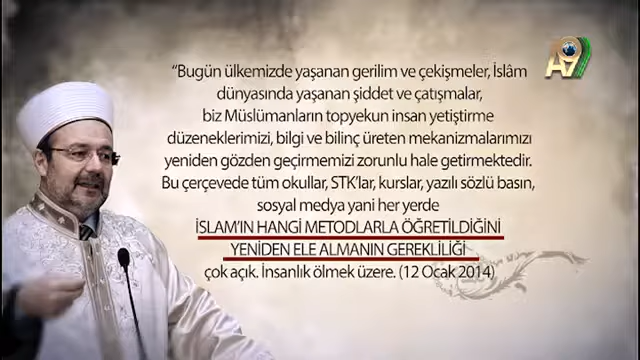 A9
“Bugün ülkemizde yaşanan gerilim ve çekişmeler, İslâm
dünyasında yaşanan şiddet ve çatışmalar,
biz Müslümanların topyekun insan yetiştirme
düzeneklerimizi, bilgi ve bilinç üreten mekanizmalarımızı
yeniden gözden geçirmemizi zorunlu hale getirmektedir.
Bu çerçevede tüm okullar, STK’lar, kurslar, yazılı sözlü basın,
sosyal medya yani her yerde
İSLAM’IN HANGİ METODLARLA ÖĞRETİLDİĞİNİ
YENİDEN ELE ALMANIN GEREKLİLİĞİ
çok açık. İnsanlık ölmek üzere. (12 Ocak 2014)